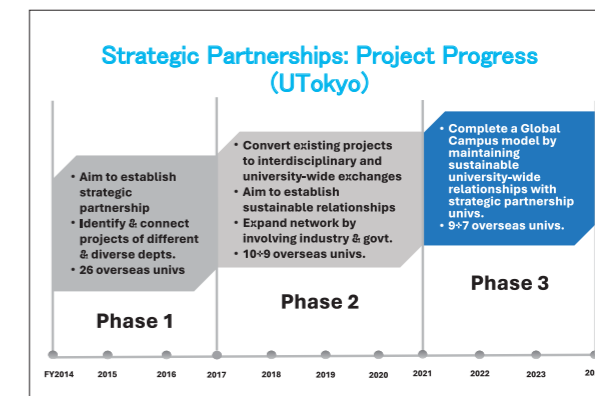 Strategic Partnerships: Project Progress
(UTokyo)
• Aim to establish
strategic
partnership
• Identify & connect
projects of different
& diverse depts.
• 26 overseas univs
Phase 1
• Convert existing projects
to interdisciplinary and
university-wide exchanges
• Aim to establish
sustainable relationships
• Expand network by
involving industry & govt.
• 10+9 overseas univs.
Phase 2
• Complete a Global
Campus model by
maintaining
sustainable
university-wide
relationships with
strategic partnership
univs.
• 9+7 overseas univs.
Phase 3
FY2014 2015 2016 2017 2018 2019 2020 2021 2022 2023